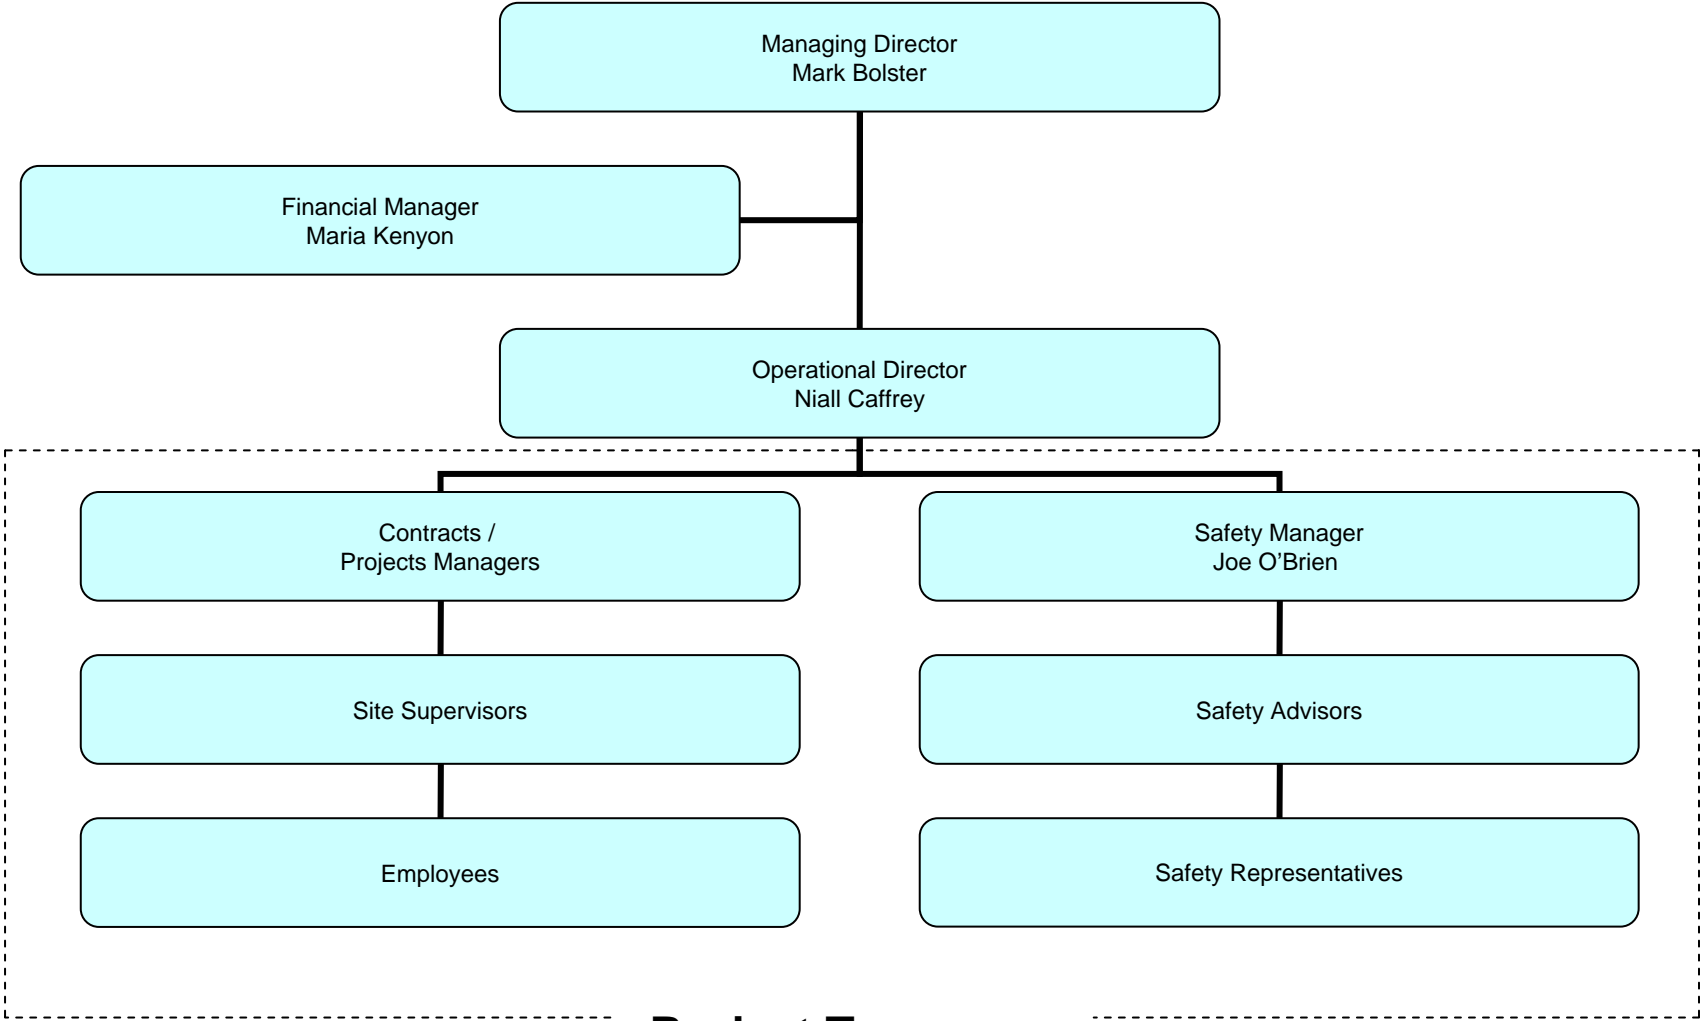 Managing Director
Mark Bolster
Financial Manager
Maria Kenyon
Operational Director
Niall Caffrey
Contracts /
Projects Managers
Safety Manager
Joe O’Brien
Site Supervisors
Safety Advisors
Employees
Safety Representatives